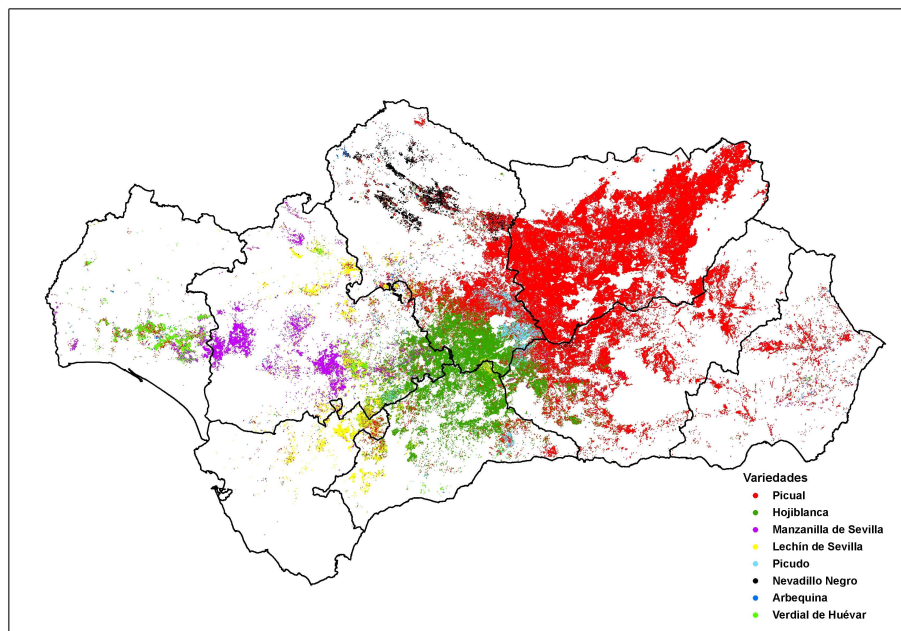 Variedades
Picual
Hojiblanca
Manzanilla de Sevilla
Lechín de Sevilla
Picudo
Nevadillo Negro
Arbequina
Verdial de Huévar